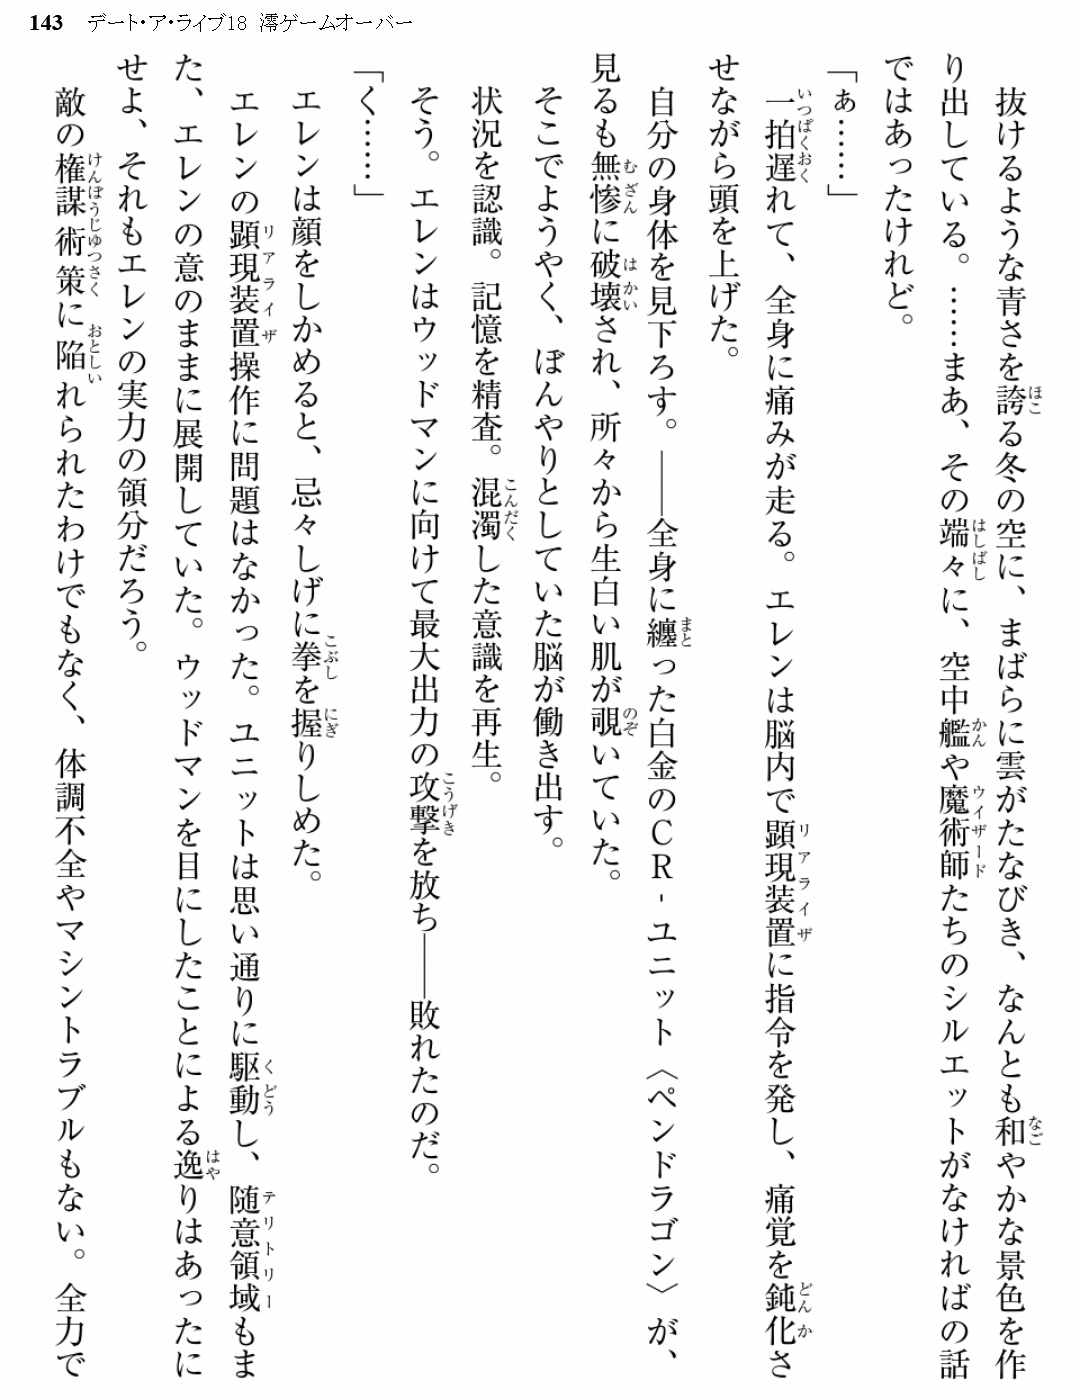 143 デート・ア・ライブ18 澪ゲームオーバー
抜けるような青さを誇る冬の空に、まばらに雲がたなびき、なんとも和やかな景色を作
り出している。……まあ、その端々に、空中艦や魔術師たちのシルエットがなければの話
ではあったけれど。
「ぁ……」
一拍遅れて、全身に痛みが走る。エレンは脳内で顕現装置に指令を発し、痛覚を鈍化さ
せながら頭を上げた。
自分の身体を見下ろす。――全身に纏った白金のＣＲ‐ユニット〈ペンドラゴン〉が、
見るも無惨に破壊され、所々から生白い肌が覗いていた。
そこでようやく、ぼんやりとしていた脳が働き出す。
状況を認識。記憶を精査。混濁した意識を再生。
そう。エレンはウッドマンに向けて最大出力の攻撃を放ち――敗れたのだ。
「く……」
エレンは顔をしかめると、忌々しげに拳を握りしめた。
エレンの顕現装置操作に問題はなかった。ユニットは思い通りに駆動し、随意領域もま
た、エレンの意のままに展開していた。ウッドマンを目にしたことによる逸りはあったに
せよ、それもエレンの実力の領分だろう。
敵の権謀術策に陥れられたわけでもなく、体調不全やマシントラブルもない。全力で